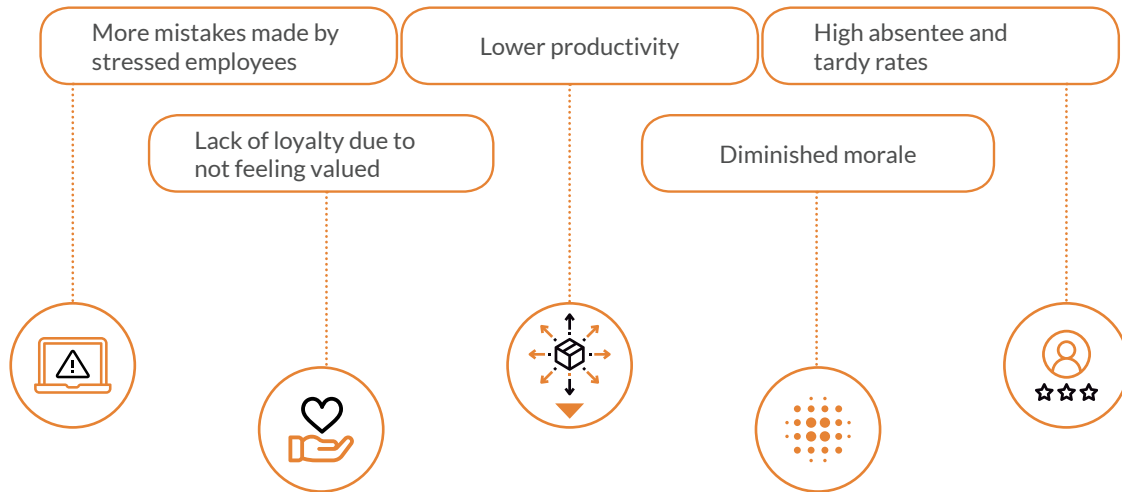 More mistakes made by
stressed employees
Lower productivity
High absentee and
tardy rates
Lack of loyalty due to
not feeling valued
Diminished morale